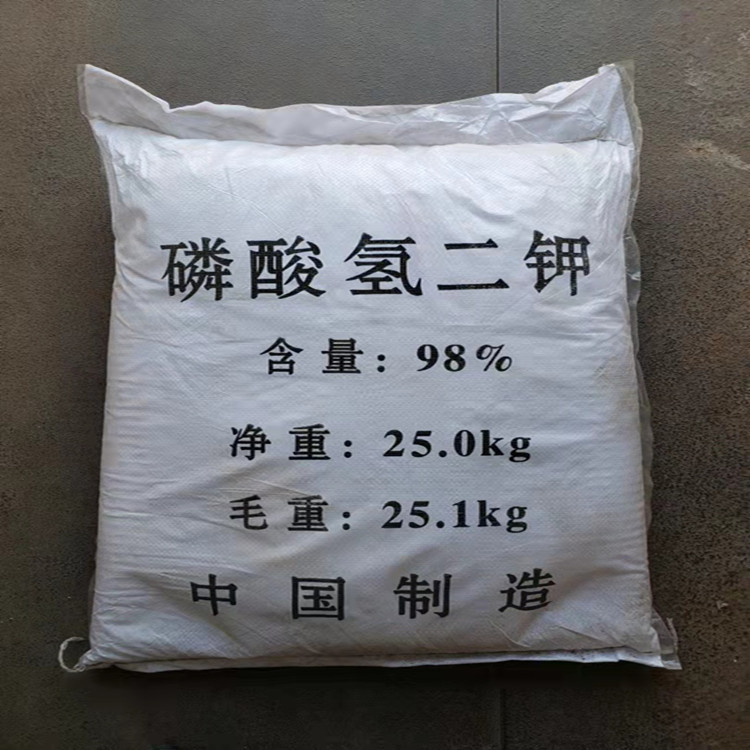 磷酸氢二钾
含量：98%
净重：25.0kg
毛重：25.1kg
中国制造